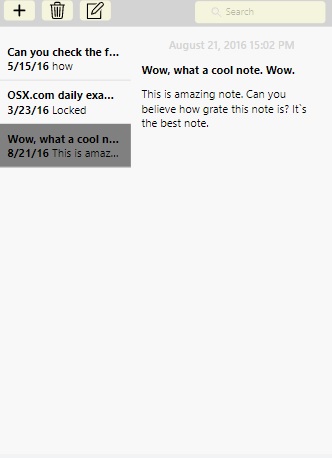 Search
Can you check the f...
5/15/16 how
OSX.com daily exa...
3/23/16 Locked
Wow, what a cool n...
8/21/16 This is amaz...
August 21, 2016 15:02 PM
Wow, what a cool note. Wow.
This is amazing note. Can you
believe how grate this note is? It`s
the best note.